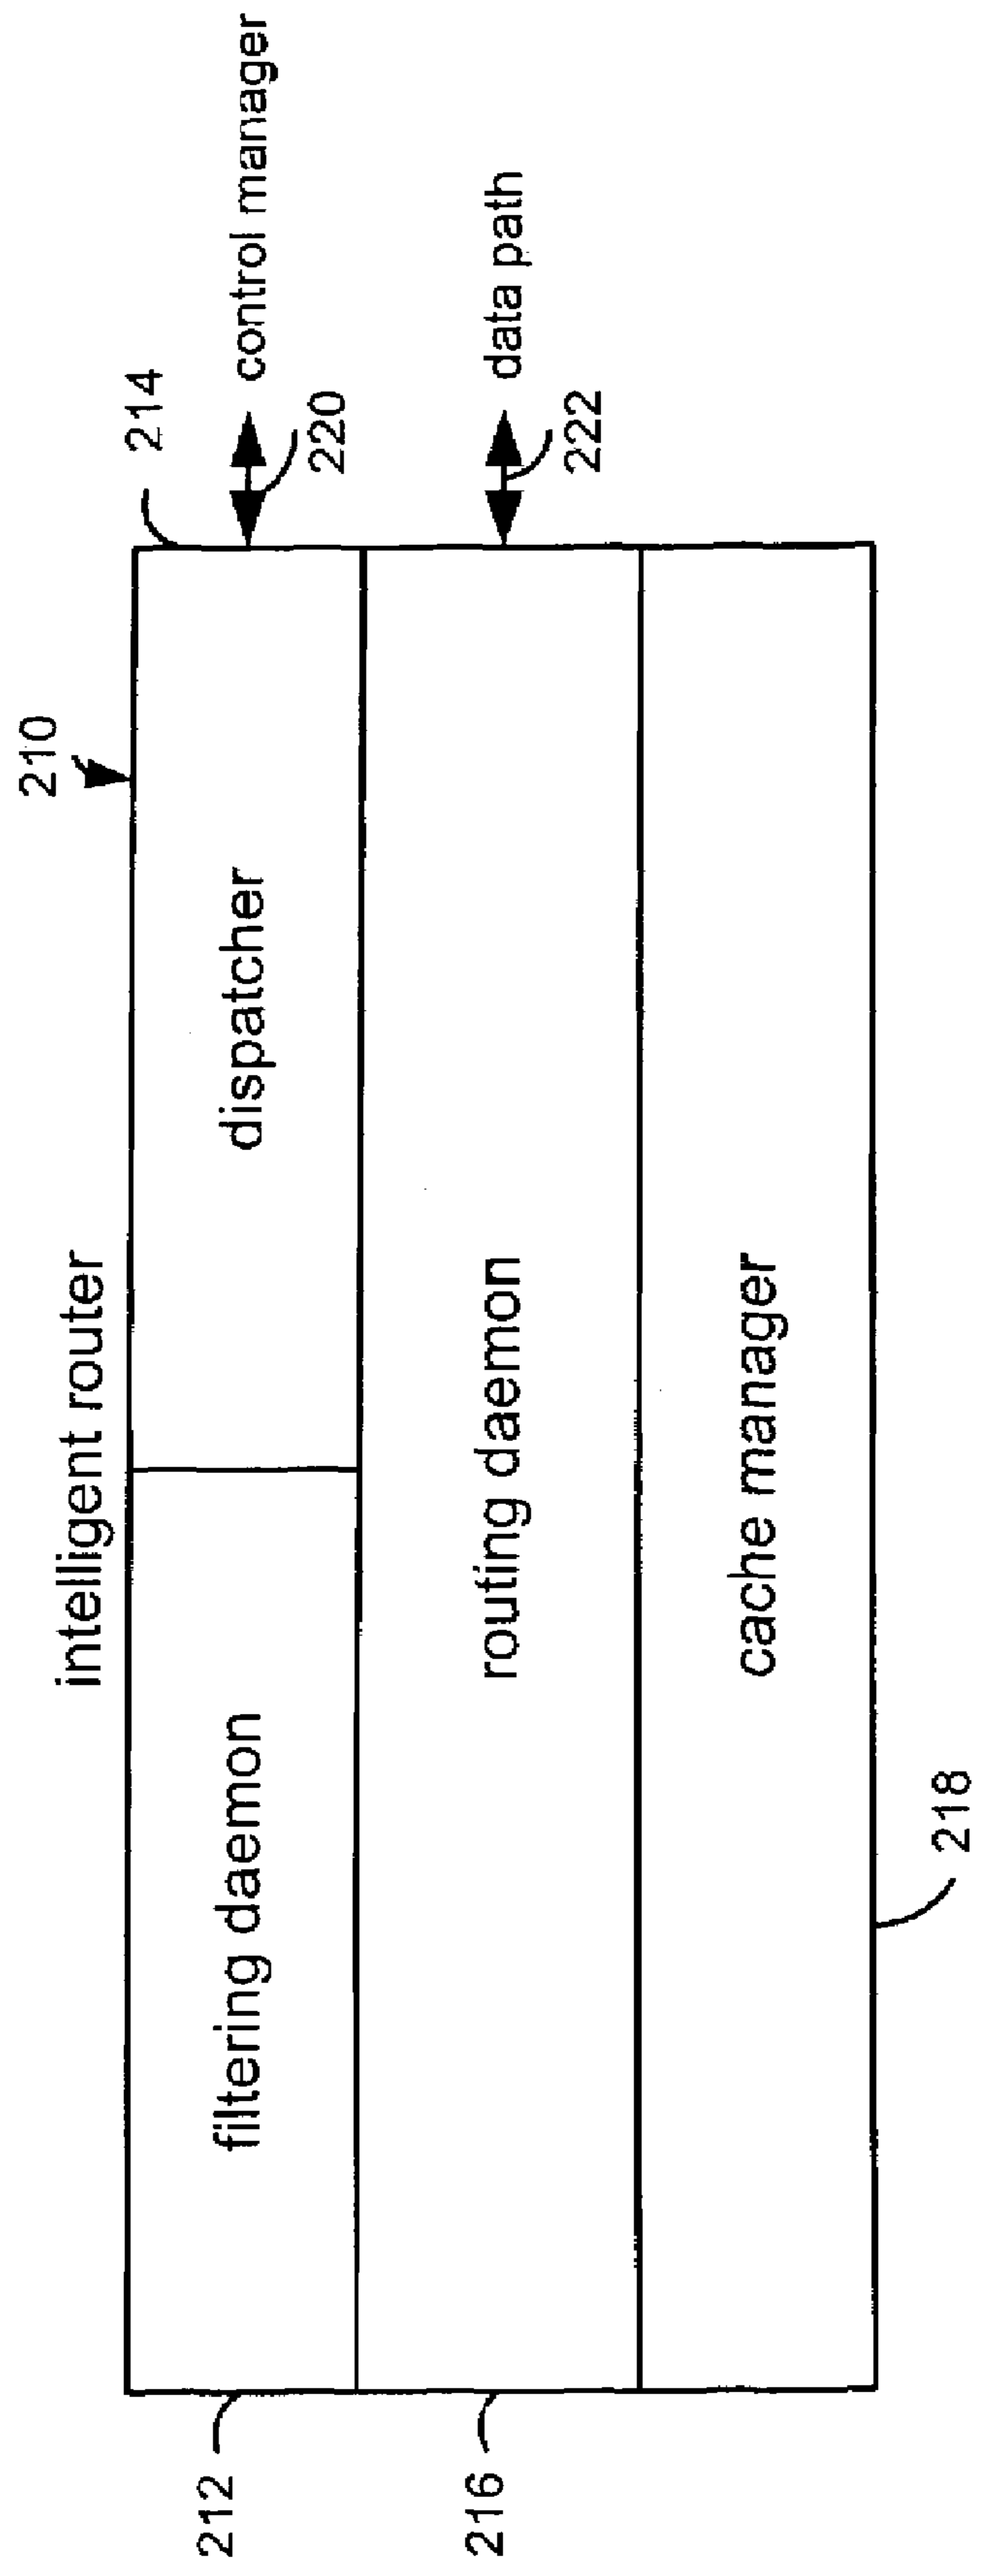 intelligent router
210
214
filtering daemon
dispatcher
control manager
220
212
routing daemon
data path
222
216
cache manager
218